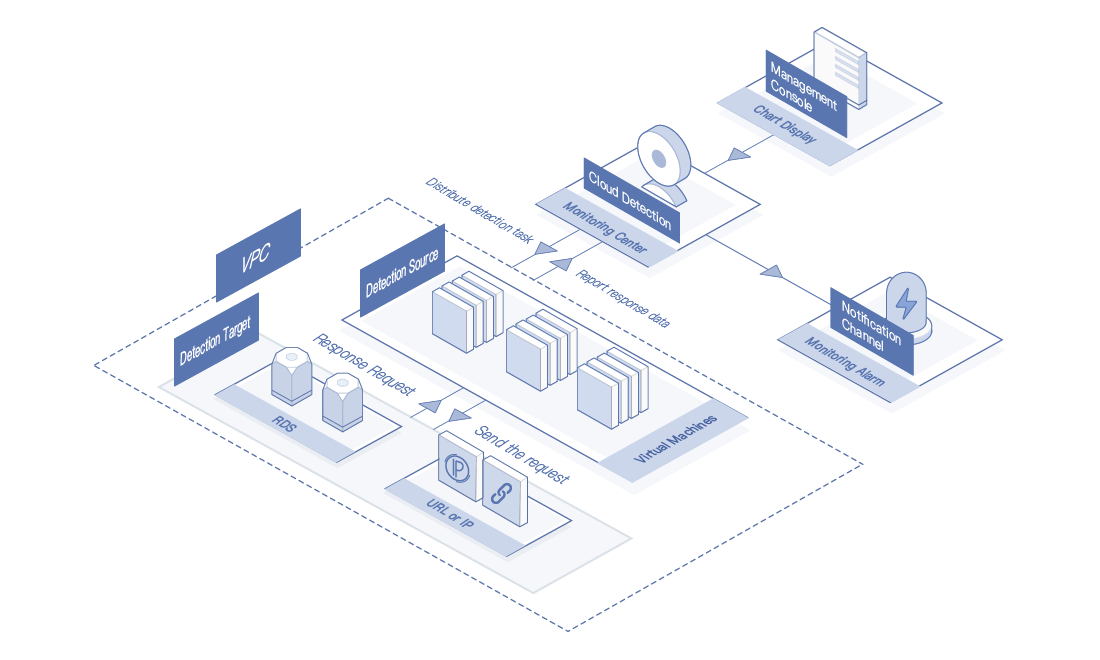 Management
Console
Chart Display
Cloud Detection
Monitoring Center
Distribute detection task
Report response data
Notification
Channel
Monitoring Alarm
VPC
Detection Source
Detection Target
Response Request
Send the request
Virtual Machines
RDS
IP
URL or IP